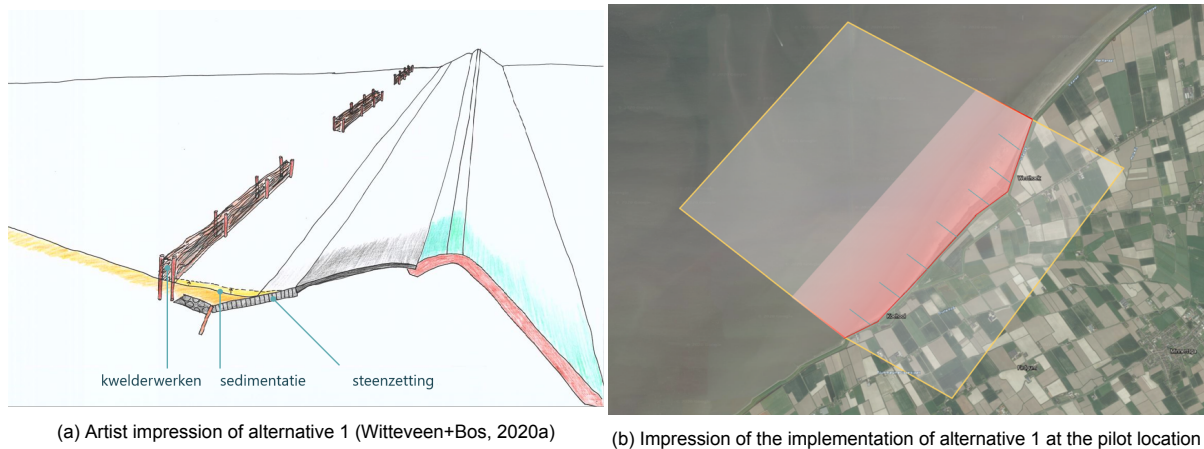 kwelderwerken sedimentatie steenzetting
(a) Artist impression of alternative 1 (Witteveen+Bos, 2020a)
Westhoek
(b) Impression of the implementation of alternative 1 at the pilot location